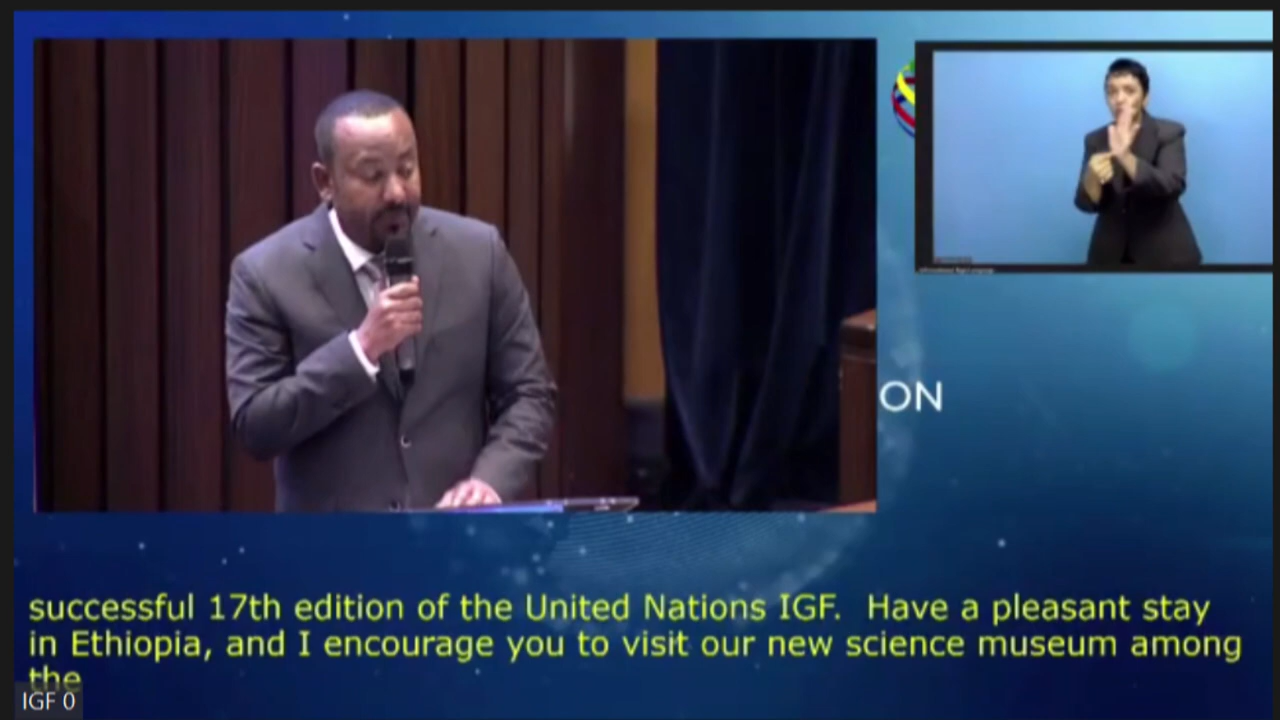 ON
successful 17th edition of the United Nations IGF.  Have a pleasant stay
in Ethiopia, and I encourage you to visit our new science museum among
the
IGF 0